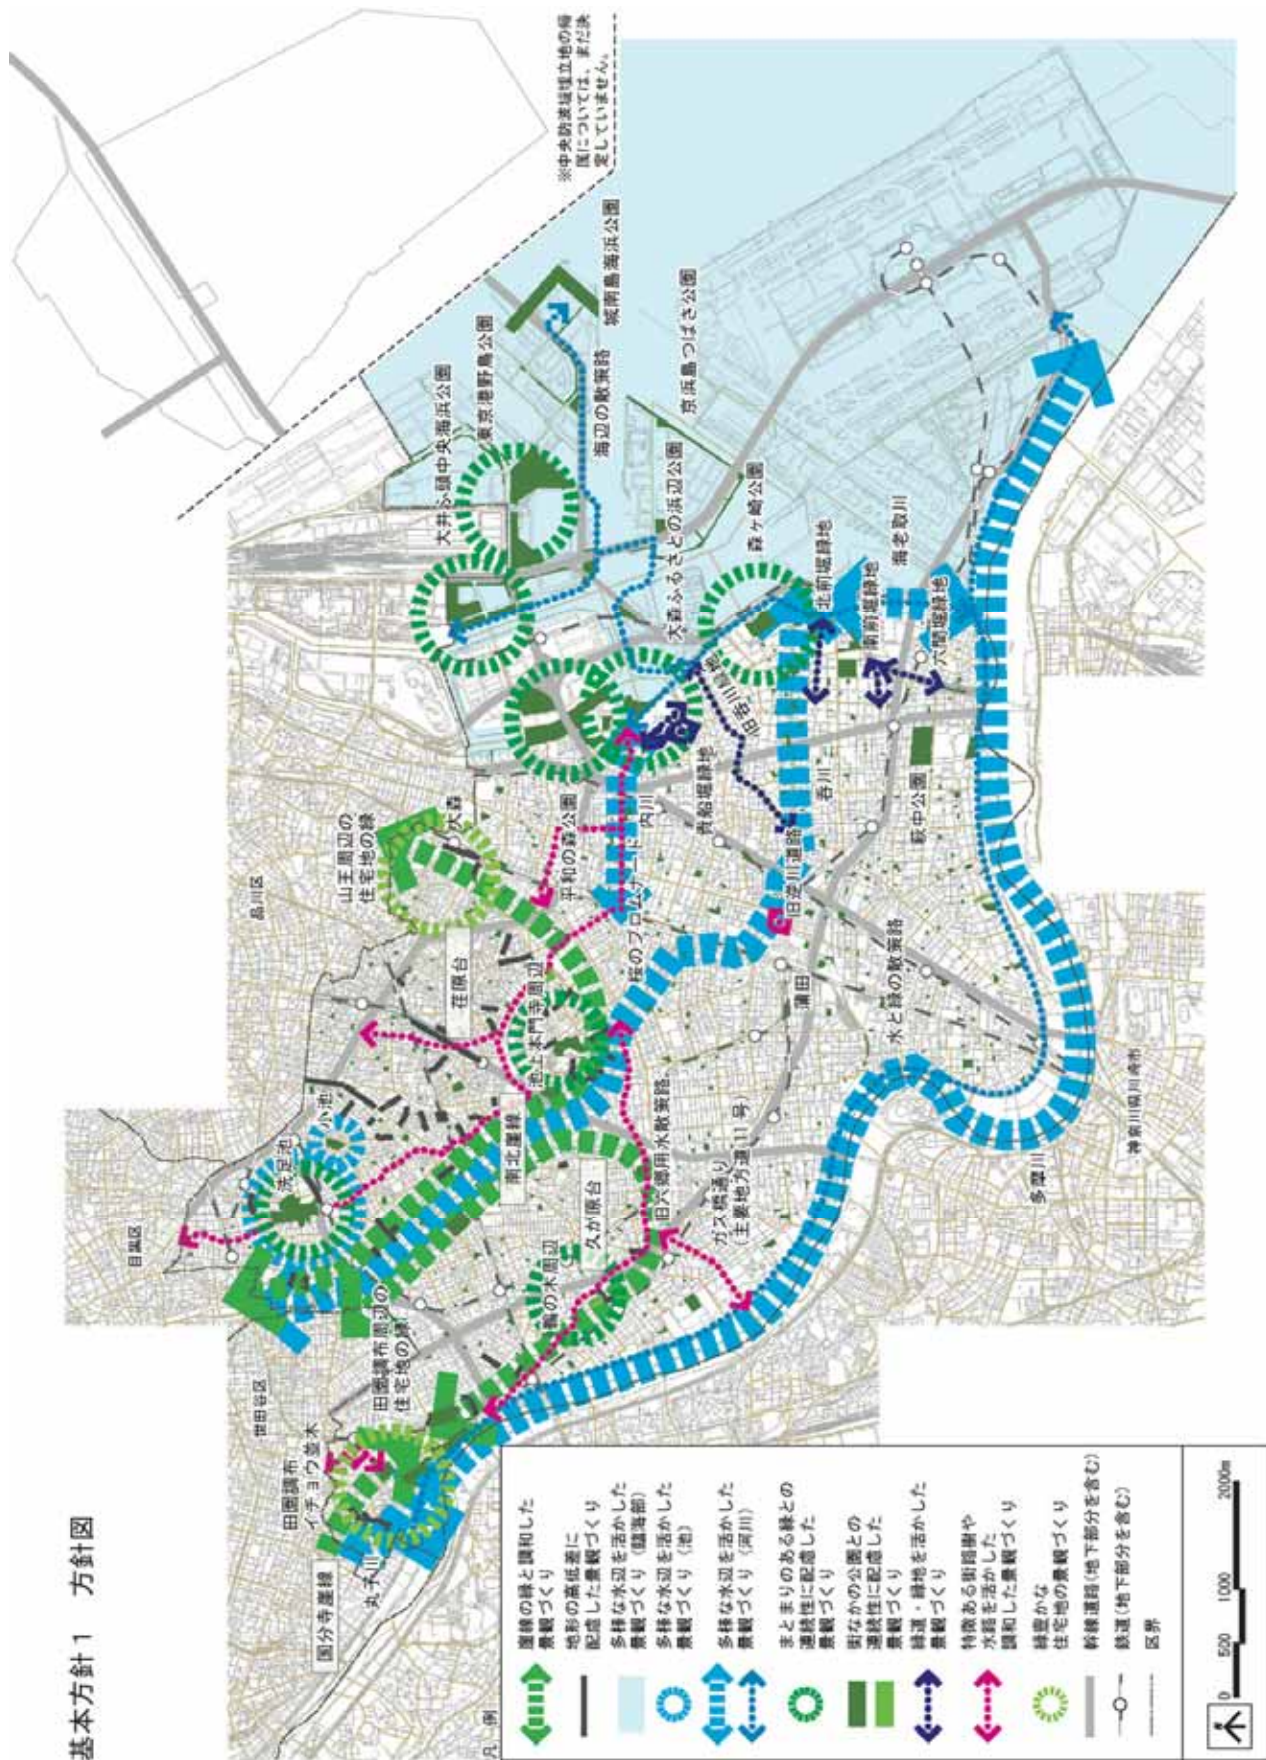 基本方針1 方針図
※中央防波堤埋立地の帰
属については、まだ決
定していません。
目黒区
品川区
世田谷区
田園調布
イチョウ並木
国分寺崖線
丸子川
田園調布周辺の
住宅地の緑
洗足池
小池
南北崖線
鵜の木周辺
久が原台
旧六郷用水散策路
ガス橋通り
(主要地方道11号)
荏原台
池上本門寺周辺
山王周辺の
住宅地の緑
大森
平和の森公園
桜のプロムナード
内川
貴船堀緑地
旧呑川緑地
旧逆川道路
呑川
蒲田
水と緑の散策路
萩中公園
多摩川
神奈川県川崎市
大井ふ頭中央海浜公園
東京港野鳥公園
海辺の散策路
城南島海浜公園
京浜島つばさ公園
大森ふるさとの浜辺公園
森ヶ崎公園
北前堀緑地
南前堀緑地
海老取川
六間堀緑地
凡 例
崖線の緑と調和した
景観づくり
地形の高低差に
配慮した景観づくり
多様な水辺を活かした
景観づくり(臨海部)
多様な水辺を活かした
景観づくり(池)
多様な水辺を活かした
景観づくり(河川)
まとまりのある緑との
連続性に配慮した
景観づくり
街なかの公園との
連続性に配慮した
景観づくり
緑道・緑地を活かした
景観づくり
特徴ある街路樹や
水路を活かした
調和した景観づくり
緑豊かな
住宅地の景観づくり
幹線道路(地下部分を含む)
鉄道(地下部分を含む)
区界
0 500 1000 2000m